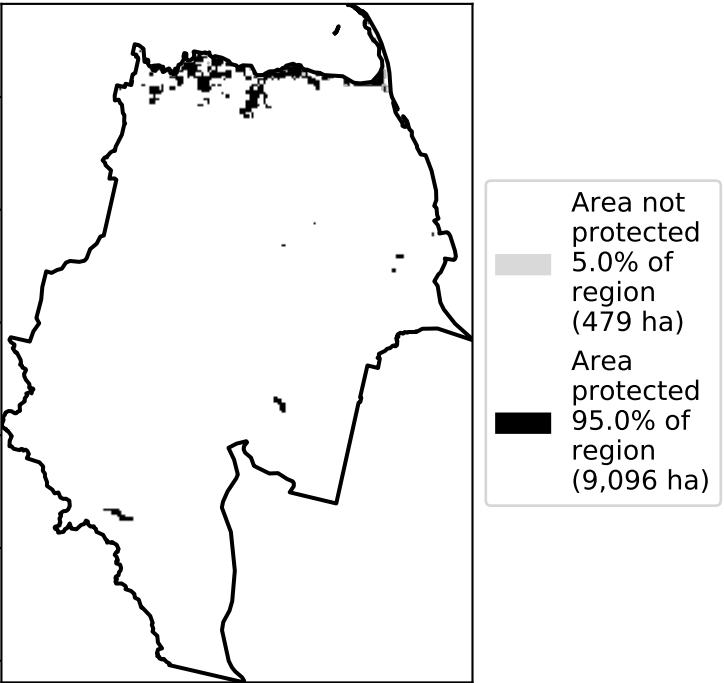 Area not
protected
5.0% of
region
(479 ha)
Area
protected
95.0% of
region
(9,096 ha)